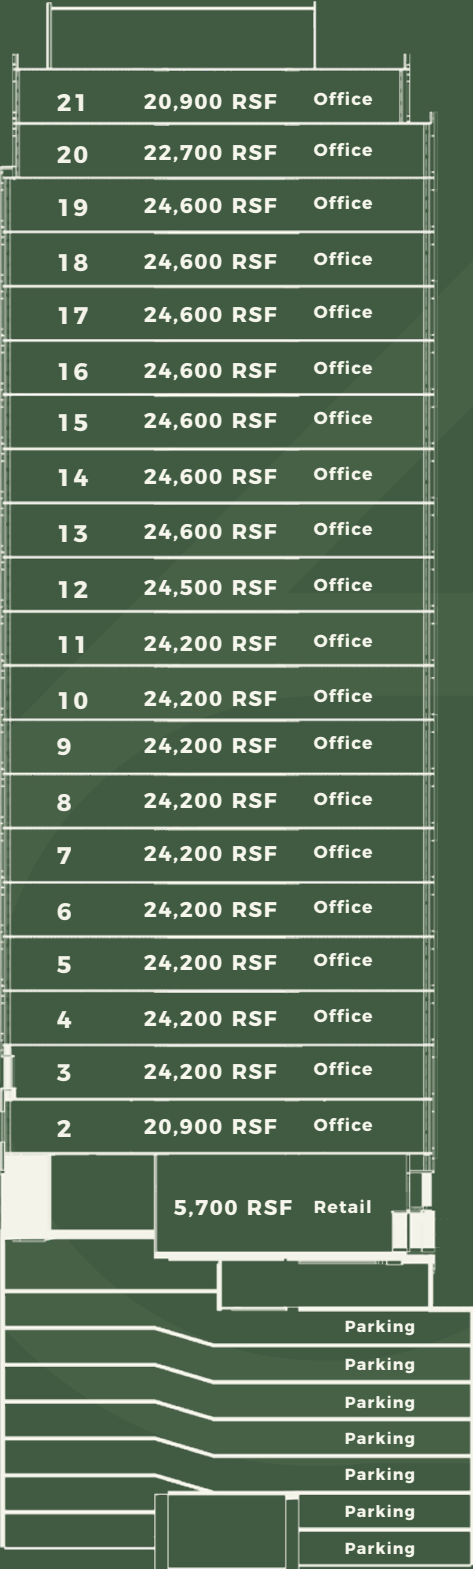 21 20,900 RSF Office
20 22,700 RSF Office
19 24,600 RSF Office
18 24,600 RSF Office
17 24,600 RSF Office
16 24,600 RSF Office
15 24,600 RSF Office
14 24,600 RSF Office
13 24,600 RSF Office
12 24,500 RSF Office
11 24,200 RSF Office
10 24,200 RSF Office
9 24,200 RSF Office
8 24,200 RSF Office
7 24,200 RSF Office
6 24,200 RSF Office
5 24,200 RSF Office
4 24,200 RSF Office
3 24,200 RSF Office
2 20,900 RSF Office
5,700 RSF Retail
Parking
Parking
Parking
Parking
Parking
Parking
Parking